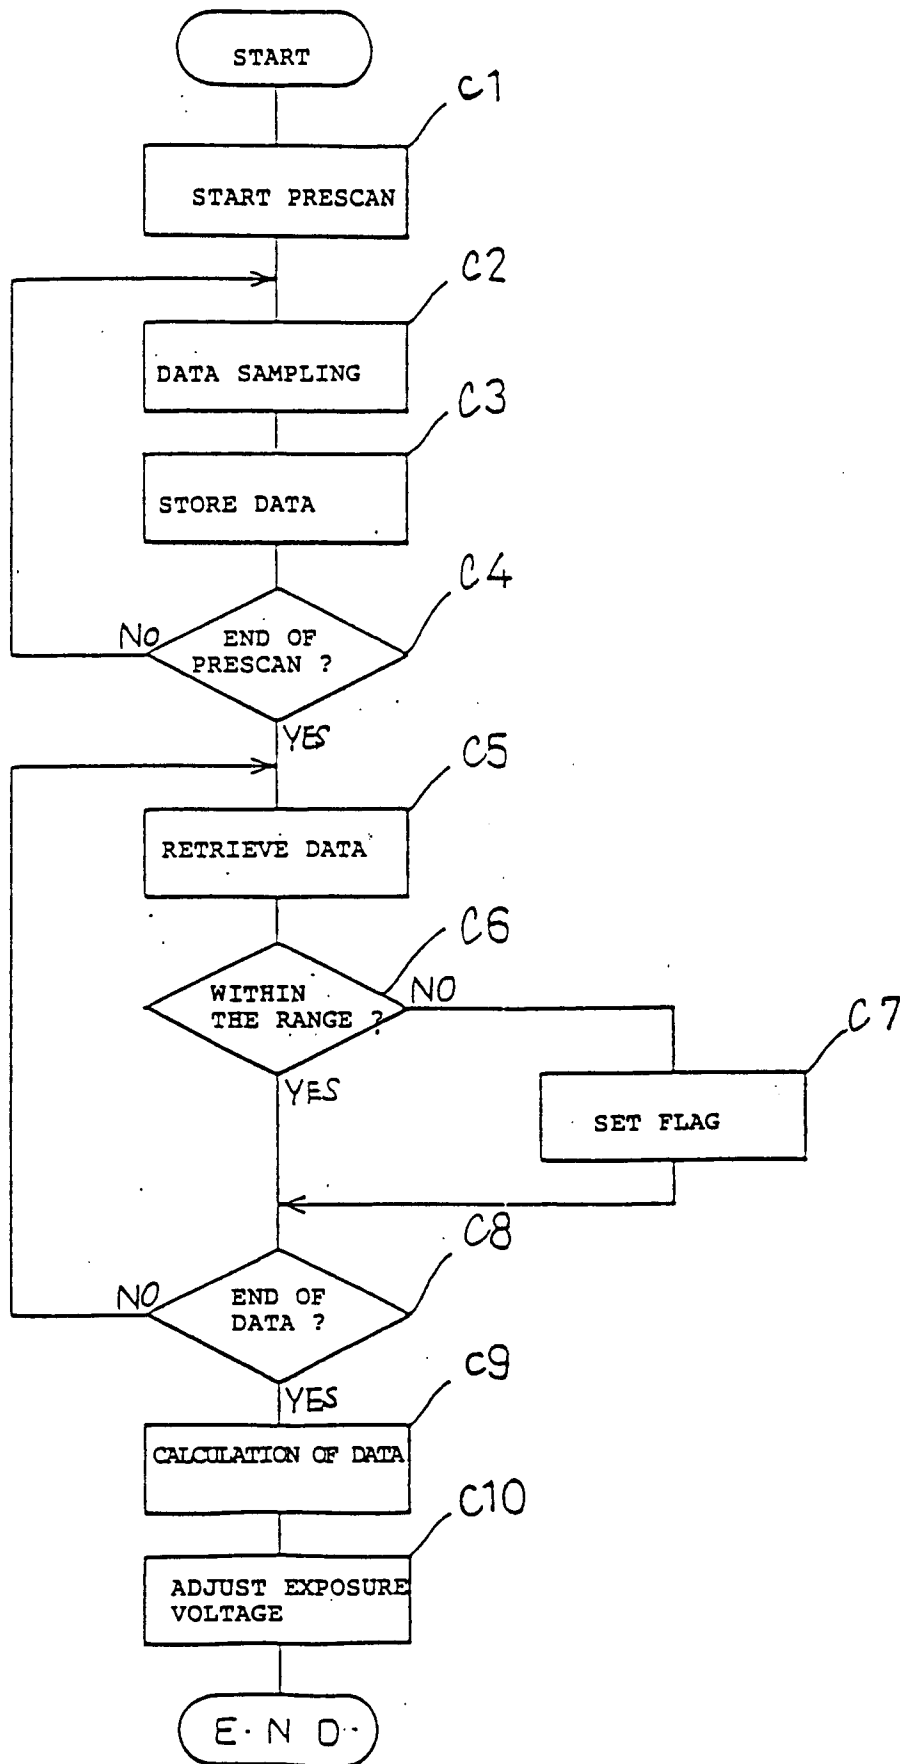 START
C1
START PRESCAN
C2
DATA SAMPLING
C3
STORE DATA
C4
NO
END OF
PRESCAN ?
YES
C5
RETRIEVE DATA
C6
WITHIN
THE RANGE ?
NO
C7
YES
SET FLAG
C8
NO
END OF
DATA ?
C9
YES
CALCULATION OF DATA
C10
ADJUST EXPOSURE
VOLTAGE
END